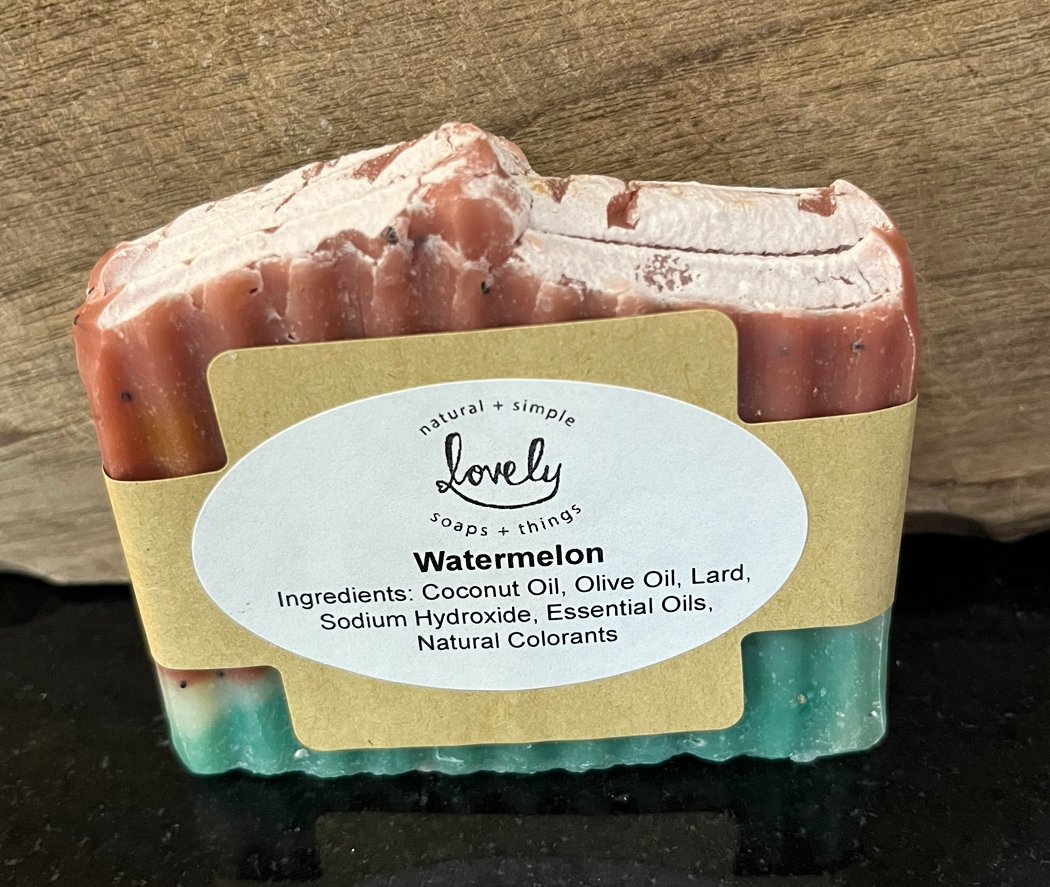 natural + simple
lovely
soaps + things
Watermelon
Ingredients: Coconut Oil, Olive Oil, Lard,
Sodium Hydroxide, Essential Oils,
Natural Colorants